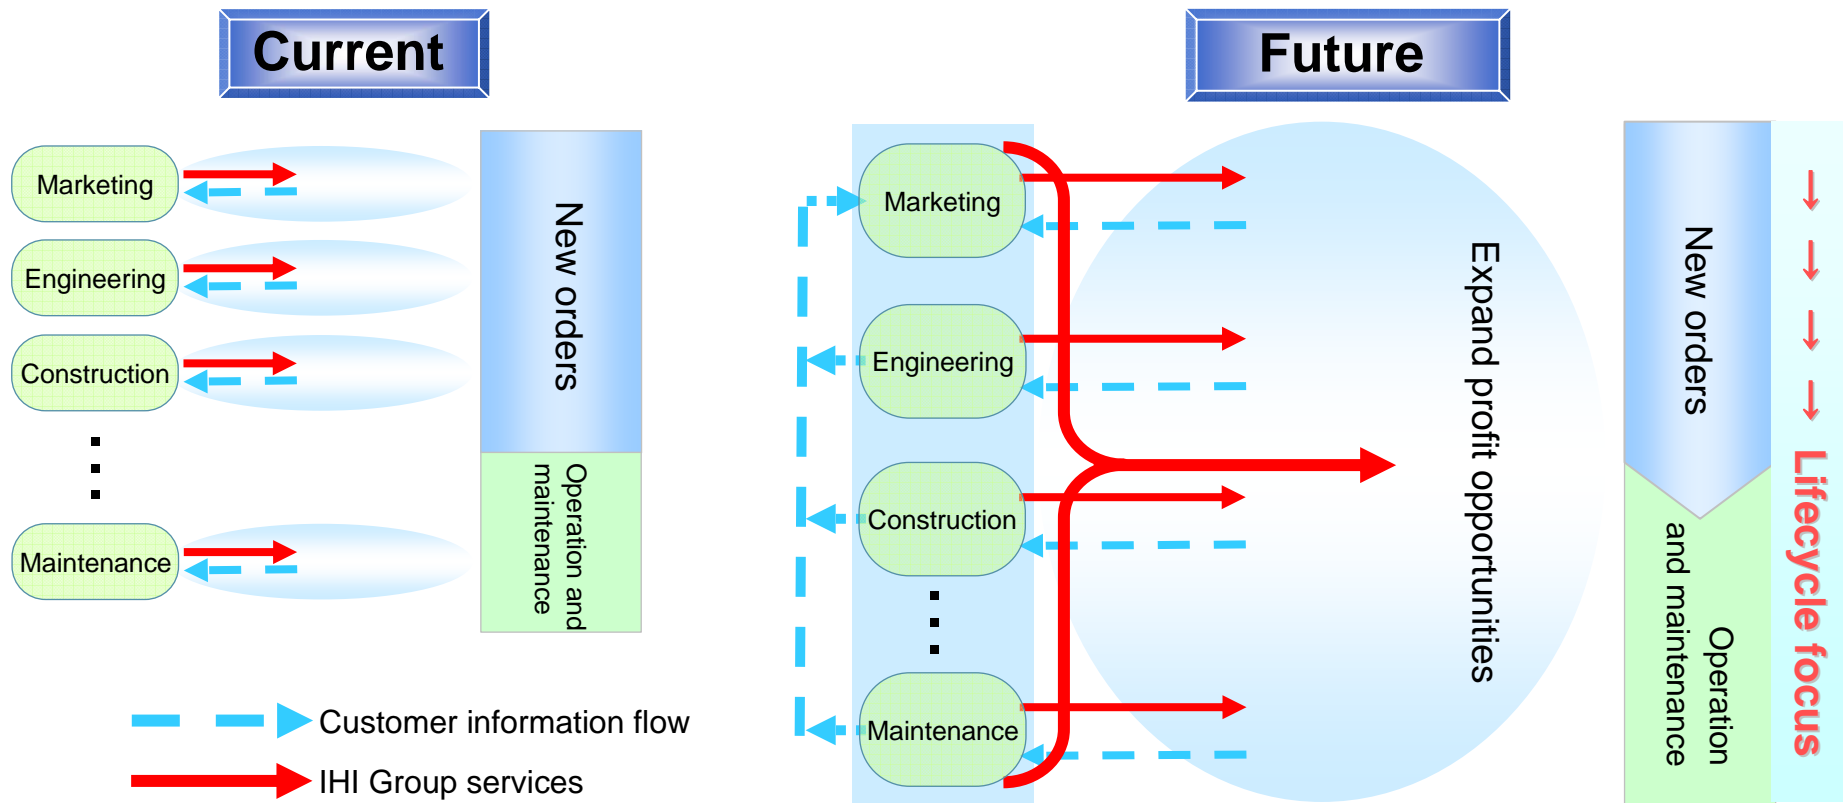 Current
Marketing
Engineering
Construction
Maintenance
New orders
Operation and
maintenance
Customer information flow
IHI Group services
Future
Marketing
Engineering
Construction
Maintenance
Expand profit opportunities
New orders
Operation
and maintenance
→→→→ Lifecycle focus